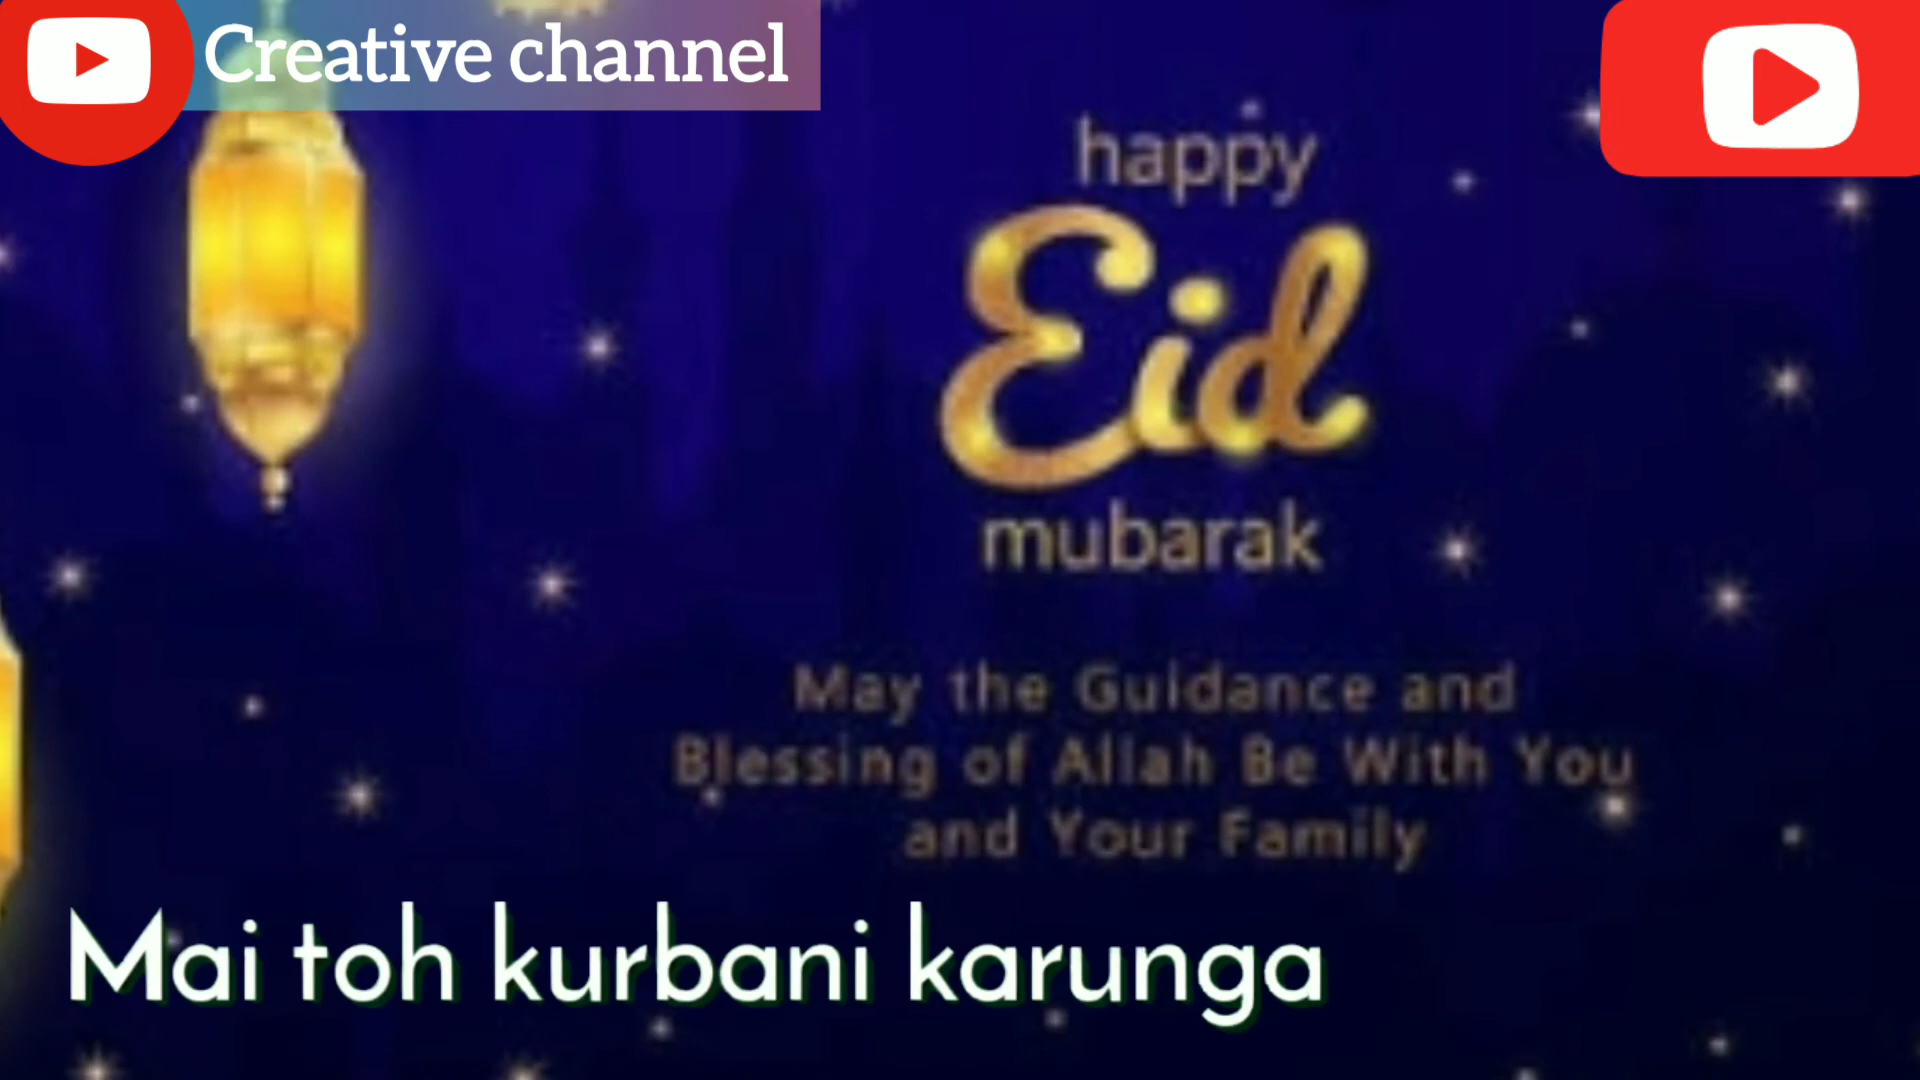 Creative channel
happy
Eid
mubarak
May the Guidance and
Blessing of Allah Be With You
and Your Family
Mai toh kurbani karunga